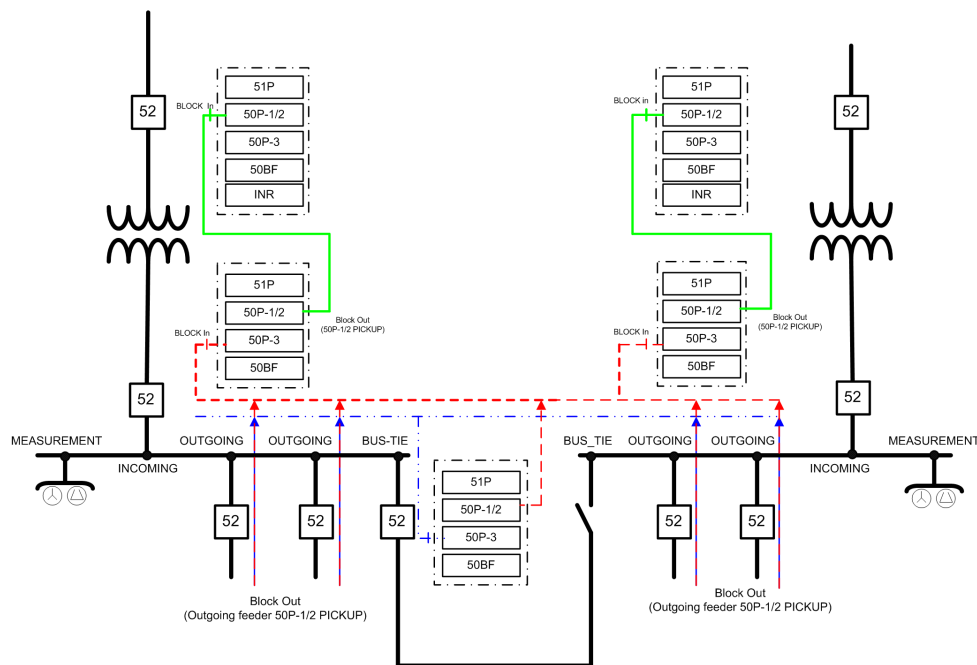 52
BLOCK In
51P
50P-1/2
50P-3
50BF
INR
BLOCK in
51P
50P-1/2
50P-3
50BF
INR
52
51P
50P-1/2
50P-3
50BF
BLOCK In
Block Out
(50P-1/2 PICKUP)
51P
50P-1/2
50P-3
50BF
BLOCK In
Block Out
(50P-1/2 PICKUP)
52
52
MEASUREMENT
INCOMING
OUTGOING
OUTGOING
BUS-TIE
BUS_TIE
OUTGOING
OUTGOING
INCOMING
MEASUREMENT
52
52
52
51P
50P-1/2
50P-3
50BF
52
52
Block Out
(Outgoing feeder 50P-1/2 PICKUP)
Block Out
(Outgoing feeder 50P-1/2 PICKUP)